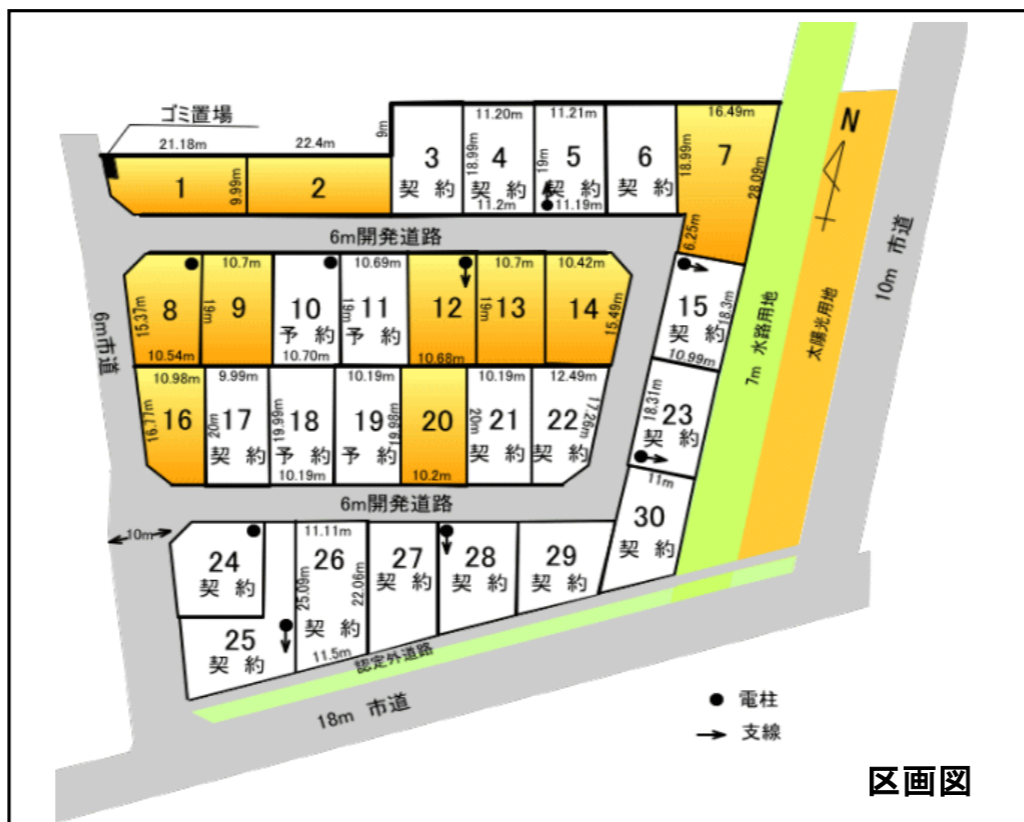 ゴミ置場
21.18m
22.4m
9m
11.20m
11.21m
16.49m
N
1
9.99m
2
3
契 約
18.99m
4
契 約
11.2m
19m
5
契 約
11.19m
6
契 約
18.99m
7
28.09m
6.25m
6m開発道路
10m 市道
6m市道
15.37m
8
10.54m
10.7m
19m
9
10
予 約
10.70m
10.69m
19m
11
予 約
12
10.68m
10.7m
19m
13
10.42m
14
15.49m
15
契 約
18.3m
10.99m
7m 水路用地
太陽光用地
10.98m
16.77m
16
9.99m
20m
17
契 約
19.99m
18
予 約
10.19m
10.19m
19
予 約
19.98m
20
10.2m
10.19m
20m
21
契 約
12.49m
22
契 約
17.26m
18.31m
23
契 約
11m
6m開発道路
10m
24
契 約
25
契 約
11.11m
25.09m
26
22.06m
契 約
11.5m
27
契 約
28
契 約
29
契 約
30
契 約
認定外道路
18m 市道
電柱
支線
区画図